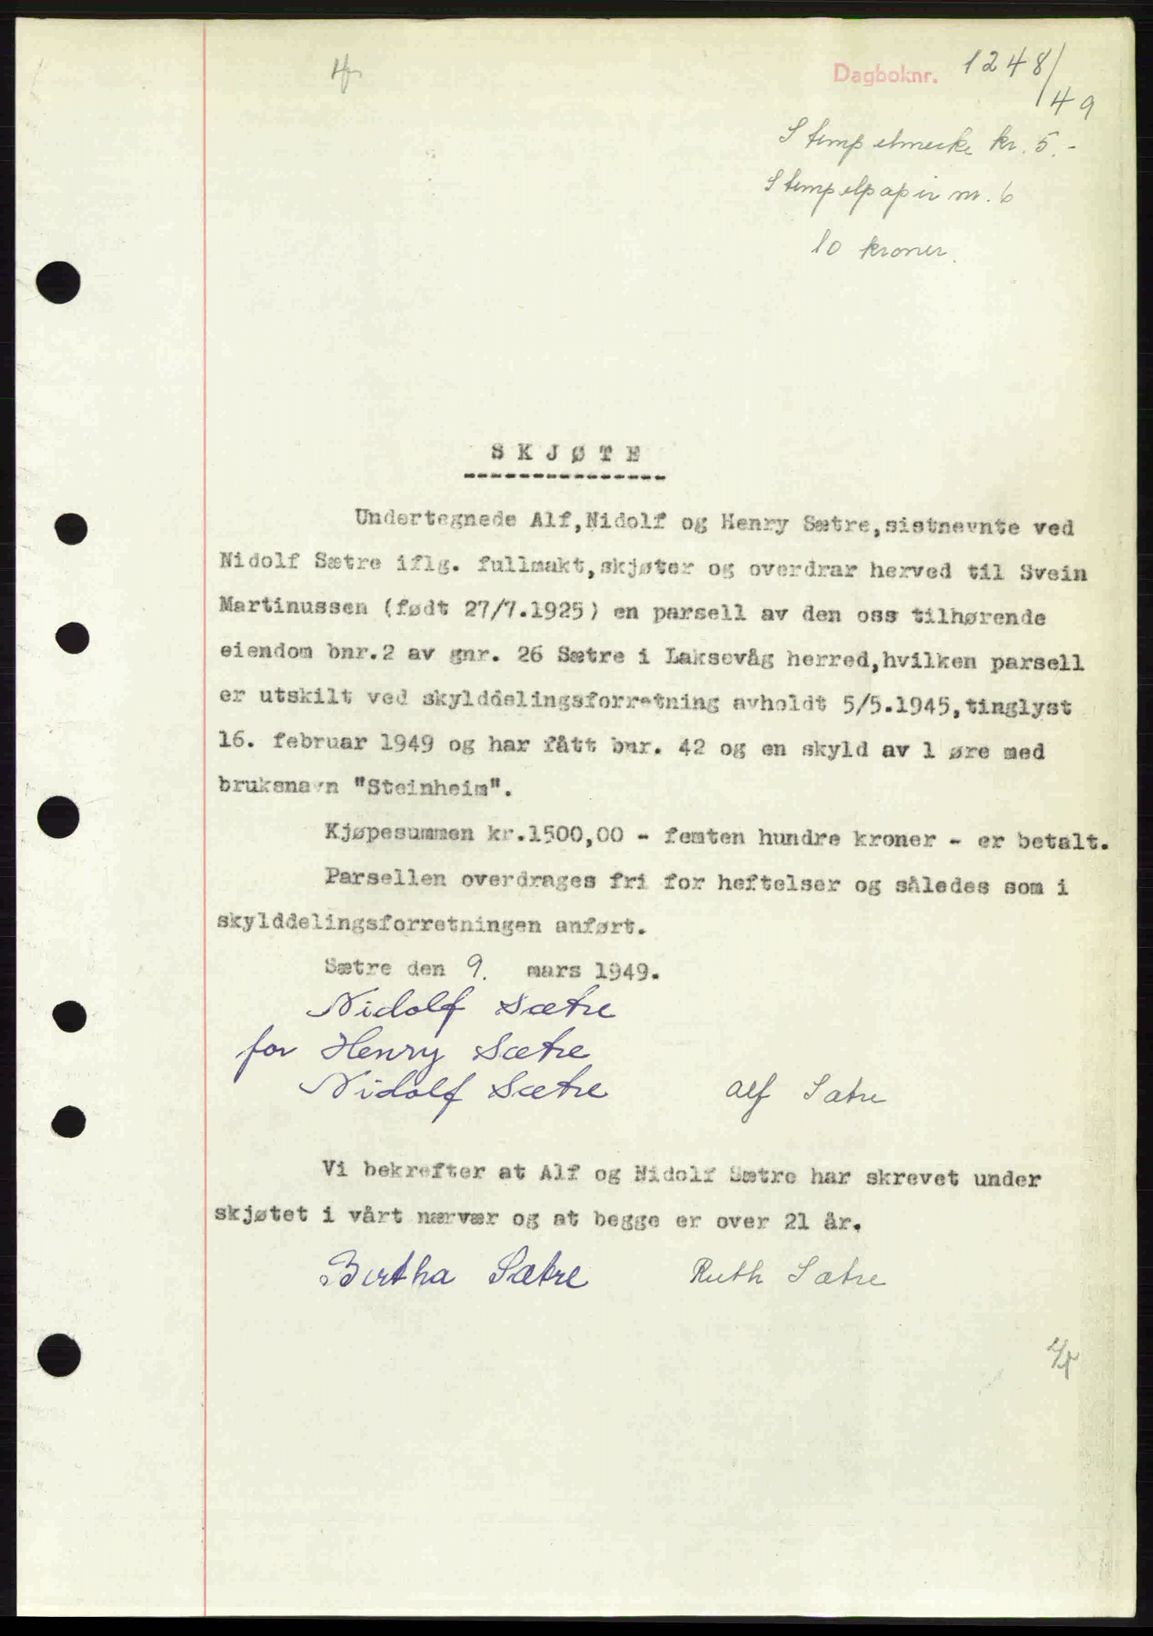 Dagboknr. 1248/49
Stempelmerke kr. 5.-
Stempelpapir nr. 6
10 kroner.
SKJØTE
Undertegnede Alf, Nidolf og Henry Sætre, sistnevnte ved
Nidolf Sætre iflg. fullmakt, skjøter og overdrar herved til Svein
Martinussen (født 27/7.1925) en parsell av den oss tilhørende
eiendom bnr.2 av gnr. 26 Sætre i Laksevåg herred, hvilken parsell
er utskilt ved skylddelingsforretning avholdt 5/5.1945, tinglyst
16. februar 1949 og har fått bnr. 42 og en skyld av 1 øre med
bruksnavn "Steinheim".
Kjøpesummen kr.1500,00 - femten hundre kroner - er betalt.
Parsellen overdrages fri for heftelser og således som i
skylddelingsforretningen anført.
Sætre den 9. mars 1949.
Nidolf Sætre
for Henry Sætre
Nidolf Sætre Alf Sætre
Vi bekrefter at Alf og Nidolf Sætre har skrevet under
skjøtet i vårt nærvær og at begge er over 21 år.
Birtha Sætre Ruth Sætre